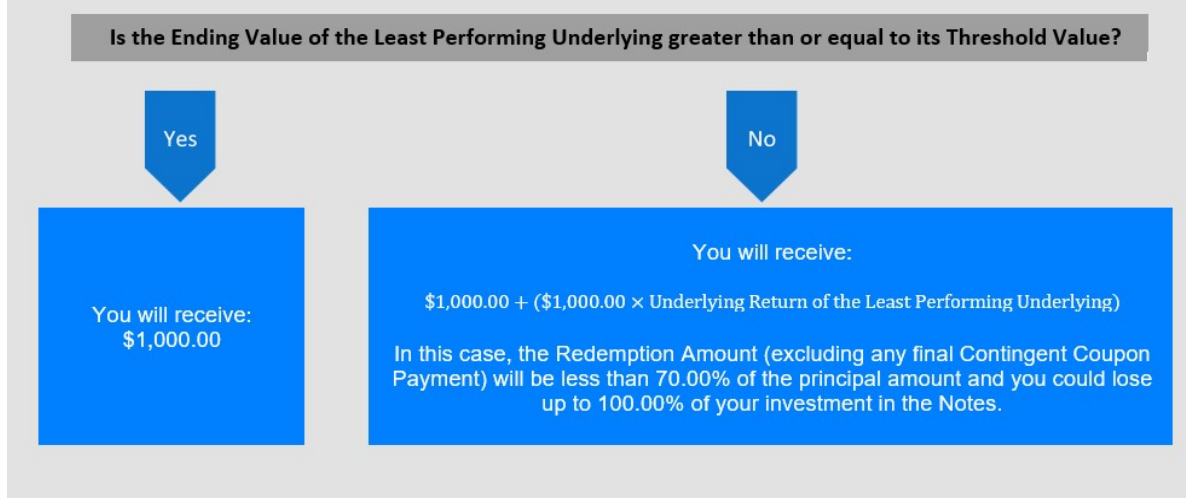 Is the Ending Value of the Least Performing Underlying greater than or equal to its Threshold Value?
Yes
No
You will receive:
$1,000.00
You will receive:
$1,000.00 + ($1,000.00 × Underlying Return of the Least Performing Underlying)
In this case, the Redemption Amount (excluding any final Contingent Coupon
Payment) will be less than 70.00% of the principal amount and you could lose
up to 100.00% of your investment in the Notes.